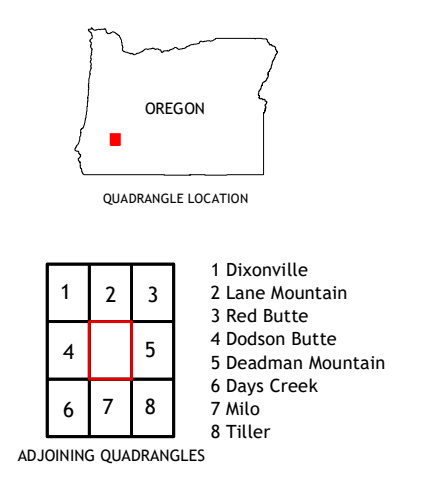 OREGON
QUADRANGLE LOCATION
1 2 3
4 5
6 7 8
ADJOINING QUADRANGLES
1 Dixonville
2 Lane Mountain
3 Red Butte
4 Dodson Butte
5 Deadman Mountain
6 Days Creek
7 Milo
8 Tiller